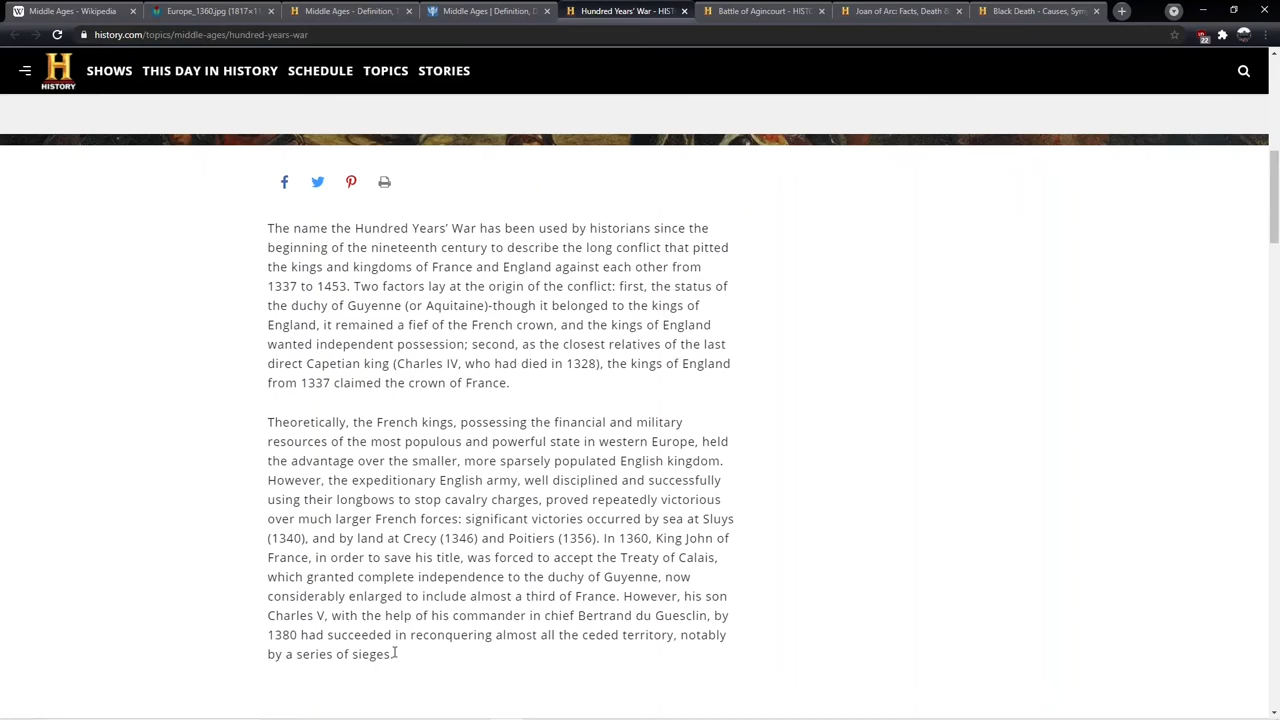 Middle Ages - Wikipedia
Europe_1360.jpg (1817×11
Middle Ages - Definition, T
Middle Ages | Definition, D
Hundred Years' War - HIST
Battle of Agincourt - HISTO
Joan of Arc: Facts, Death &
Black Death - Causes, Sym
history.com/topics/middle-ages/hundred-years-war
22
H
HISTORY
SHOWS THIS DAY IN HISTORY SCHEDULE TOPICS STORIES
The name the Hundred Years’ War has been used by historians since the
beginning of the nineteenth century to describe the long conflict that pitted
the kings and kingdoms of France and England against each other from
1337 to 1453. Two factors lay at the origin of the conflict: first, the status of
the duchy of Guyenne (or Aquitaine)-though it belonged to the kings of
England, it remained a fief of the French crown, and the kings of England
wanted independent possession; second, as the closest relatives of the last
direct Capetian king (Charles IV, who had died in 1328), the kings of England
from 1337 claimed the crown of France.
Theoretically, the French kings, possessing the financial and military
resources of the most populous and powerful state in western Europe, held
the advantage over the smaller, more sparsely populated English kingdom.
However, the expeditionary English army, well disciplined and successfully
using their longbows to stop cavalry charges, proved repeatedly victorious
over much larger French forces: significant victories occurred by sea at Sluys
(1340), and by land at Crecy (1346) and Poitiers (1356). In 1360, King John of
France, in order to save his title, was forced to accept the Treaty of Calais,
which granted complete independence to the duchy of Guyenne, now
considerably enlarged to include almost a third of France. However, his son
Charles V, with the help of his commander in chief Bertrand du Guesclin, by
1380 had succeeded in reconquering almost all the ceded territory, notably
by a series of sieges.